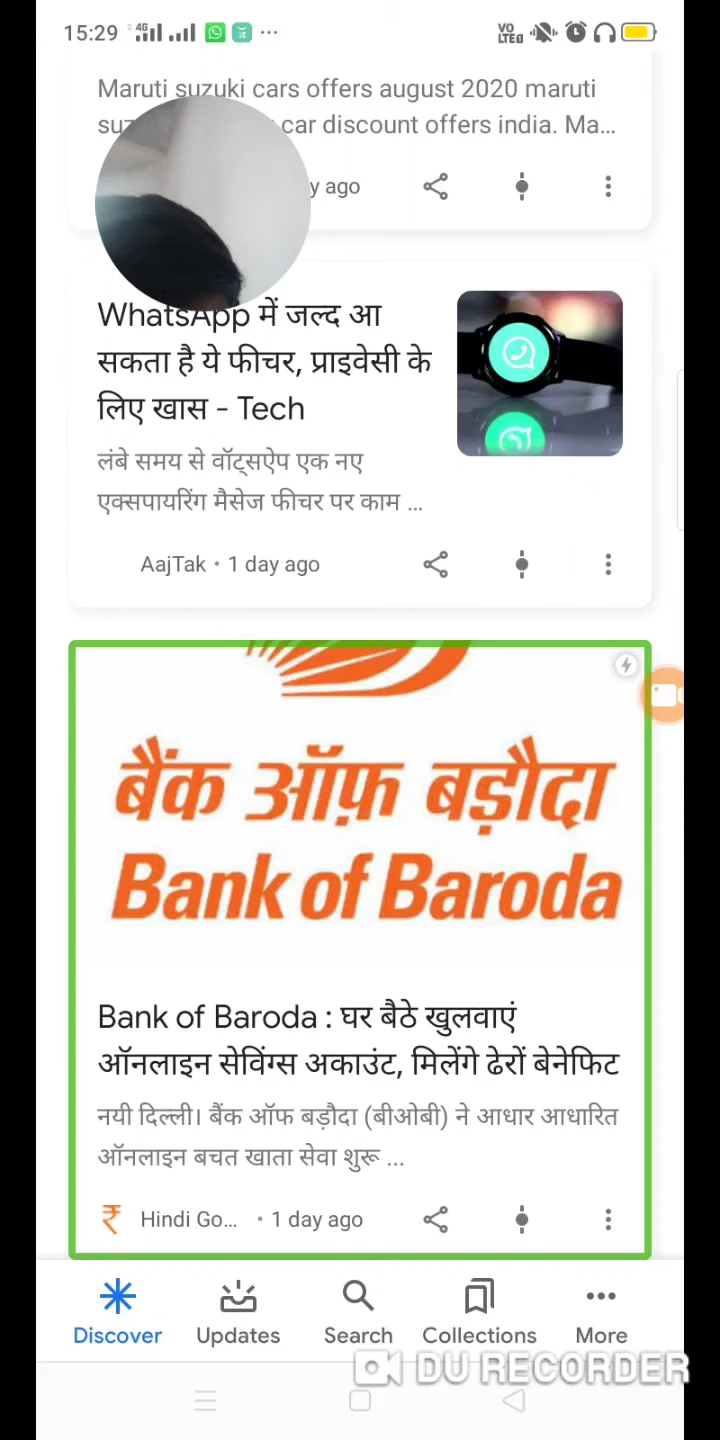 15:29
4G
VO
LTE
Maruti suzuki cars offers august 2020 maruti
car discount offers india. Ma...
ago
WhatsApp में जल्द आ
सकता है ये फीचर, प्राइवेसी के
लिए खास - Tech
लंबे समय से वॉट्सऐप एक नए
एक्सपायरिंग मैसेज फीचर पर काम ...
AajTak • 1 day ago
बैंक ऑफ़ बड़ौदा
Bank of Baroda
Bank of Baroda : घर बैठे खुलवाएं
ऑनलाइन सेविंग्स अकाउंट, मिलेंगे ढेरों बेनेफिट
नयी दिल्ली। बैंक ऑफ बड़ौदा (बीओबी) ने आधार आधारित
ऑनलाइन बचत खाता सेवा शुरू ...
₹ Hindi Go... • 1 day ago
Discover Updates Search Collections More
DU RECORDER